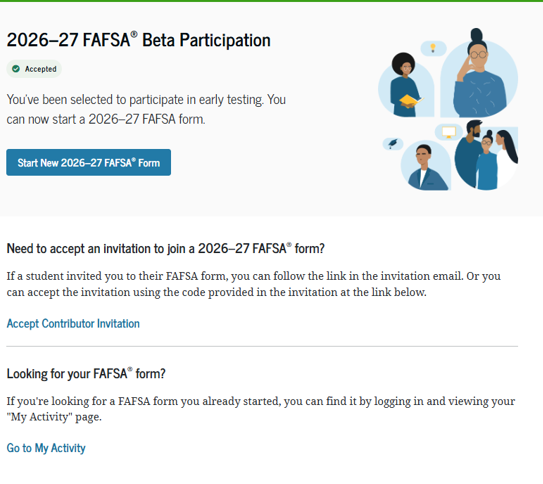 2026–27 FAFSA® Beta Participation
Accepted
You've been selected to participate in early testing. You
can now start a 2026–27 FAFSA form.
Start New 2026–27 FAFSA® Form
Need to accept an invitation to join a 2026–27 FAFSA® form?
If a student invited you to their FAFSA form, you can follow the link in the invitation email. Or you
can accept the invitation using the code provided in the invitation at the link below.
Accept Contributor Invitation
Looking for your FAFSA® form?
If you're looking for a FAFSA form you already started, you can find it by logging in and viewing your
"My Activity" page.
Go to My Activity